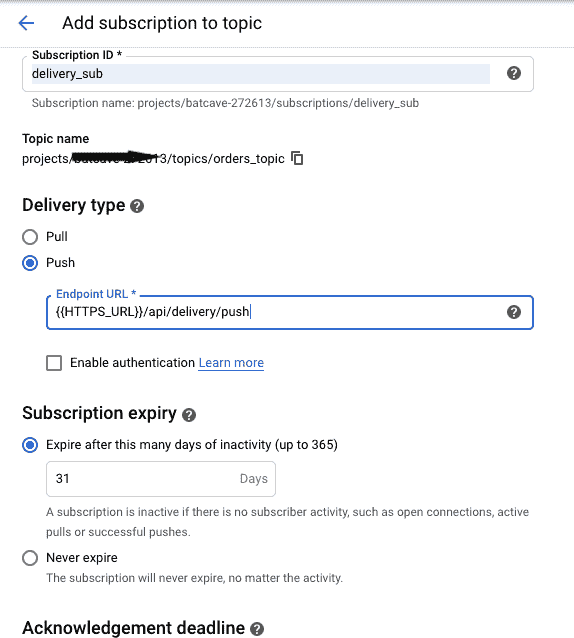 Add subscription to topic
Subscription ID *
delivery_sub
Subscription name: projects/batcave-272613/subscriptions/delivery_sub
Topic name
projects/ /topics/orders_topic
Delivery type
Pull
Push
Endpoint URL *
{{HTTPS_URL}}/api/delivery/push
Enable authentication Learn more
Subscription expiry
Expire after this many days of inactivity (up to 365)
31 Days
A subscription is inactive if there is no subscriber activity, such as open connections, active
pulls or successful pushes.
Never expire
The subscription will never expire, no matter the activity.
Acknowledgement deadline